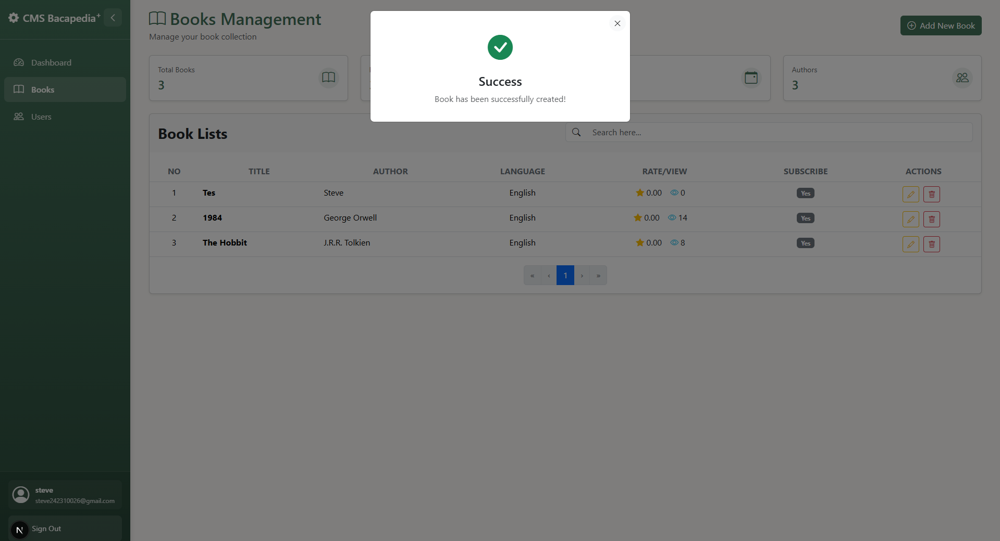 CMS Bacapedia+
Dashboard
Books
Users
steve
steve242310026@gmail.com
N
Sign Out
Books Management
Manage your book collection
Add New Book
Success
Book has been successfully created!
Total Books
3
Authors
3
Book Lists
Search here...
NO TITLE AUTHOR LANGUAGE RATE/VIEW SUBSCRIBE ACTIONS
1 Tes Steve English 0.00 0 Yes
2 1984 George Orwell English 0.00 14 Yes
3 The Hobbit J.R.R. Tolkien English 0.00 8 Yes
« ‹ 1 › »